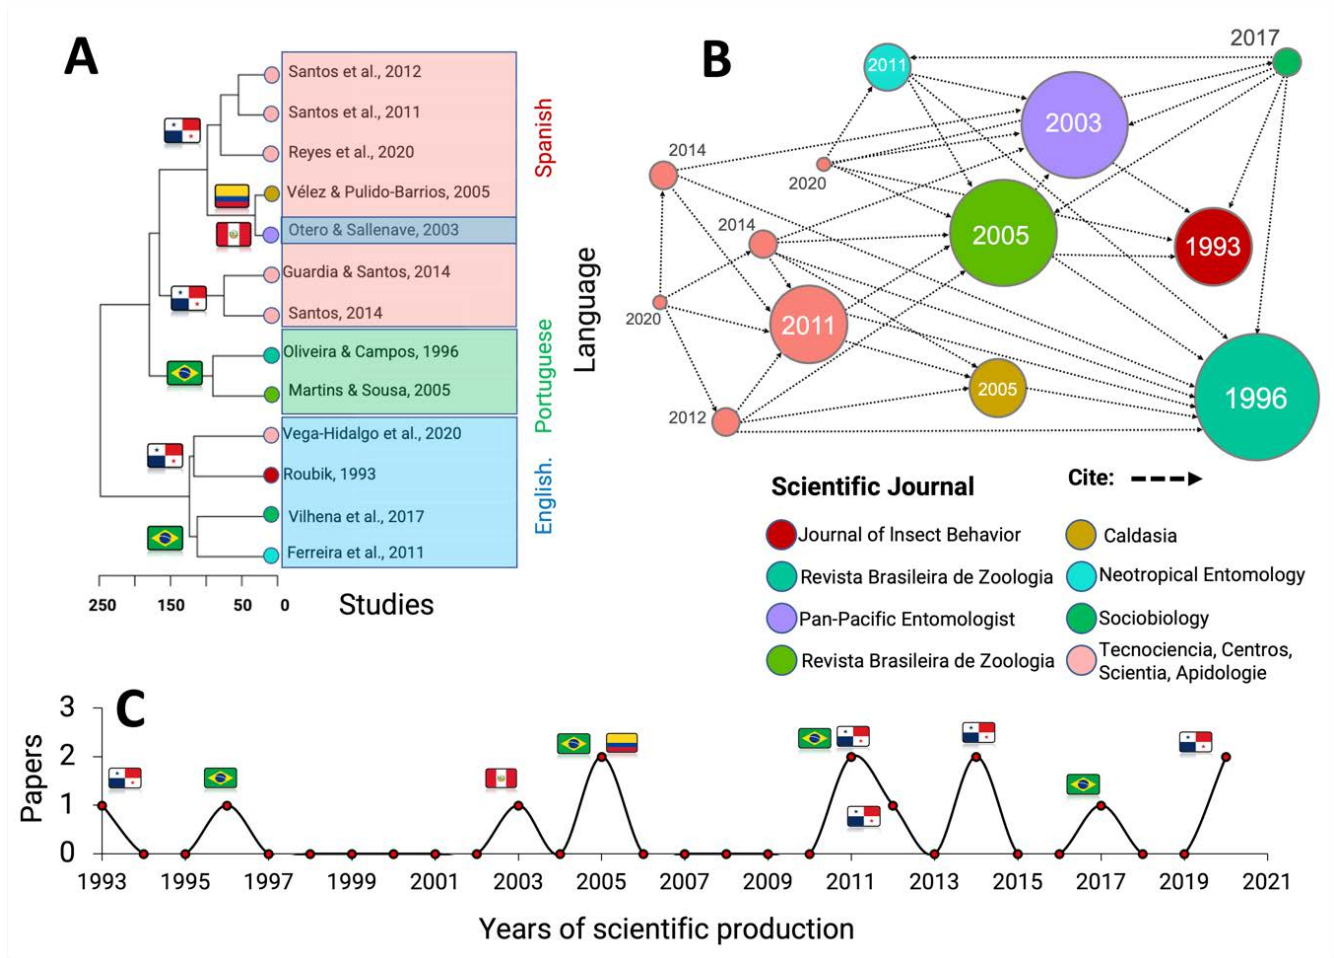 A
Santos et al., 2012
Santos et al., 2011
Reyes et al., 2020
Vélez & Pulido-Barrios, 2005
Otero & Sallenave, 2003
Guardia & Santos, 2014
Santos, 2014
Oliveira & Campos, 1996
Martins & Sousa, 2005
Vega-Hidalgo et al., 2020
Roubik, 1993
Vilhena et al., 2017
Ferreira et al., 2011
Spanish
Portuguese
English.
Language
250 150 50 0
Studies
B
2017
2011
2003
2014
2020
2014
2005
1993
2020
2011
2005
1996
2012
Cite:
Scientific Journal
Journal of Insect Behavior
Revista Brasileira de Zoologia
Pan-Pacific Entomologist
Revista Brasileira de Zoologia
Caldasia
Neotropical Entomology
Sociobiology
Tecnociencia, Centros,
Scientia, Apidologie
C
Papers
3
2
1
0
1993 1995 1997 1999 2001 2003 2005 2007 2009 2011 2013 2015 2017 2019 2021
Years of scientific production